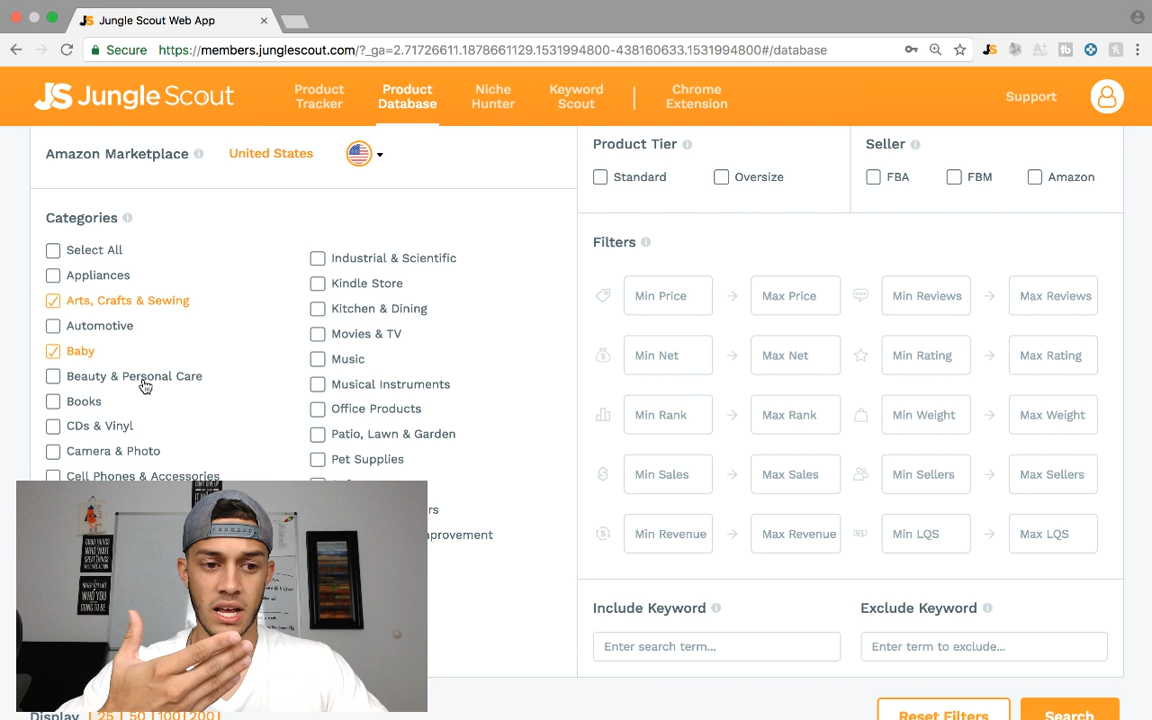 Jungle Scout Web App
Secure https://members.junglescout.com/?_ga=2.71726611.1878661129.1531994800-438160633.1531994800#/database
JS Jungle Scout
Product Tracker
Product Database
Niche Hunter
Keyword Scout
Chrome Extension
Support
Amazon Marketplace United States
Categories
Select All
Appliances
Arts, Crafts & Sewing
Automotive
Baby
Beauty & Personal Care
Books
CDs & Vinyl
Camera & Photo
Cell Phones & Accessories
Industrial & Scientific
Kindle Store
Kitchen & Dining
Movies & TV
Music
Musical Instruments
Office Products
Patio, Lawn & Garden
Pet Supplies
Product Tier
Standard Oversize
Seller
FBA FBM Amazon
Filters
Min Price Max Price Min Reviews Max Reviews
Min Net Max Net Min Rating Max Rating
Min Rank Max Rank Min Weight Max Weight
Min Sales Max Sales Min Sellers Max Sellers
Min Revenue Max Revenue Min LQS Max LQS
Include Keyword
Enter search term...
Exclude Keyword
Enter term to exclude...
Display | 25 | 50 | 100 | 200 |
Reset Filters Search